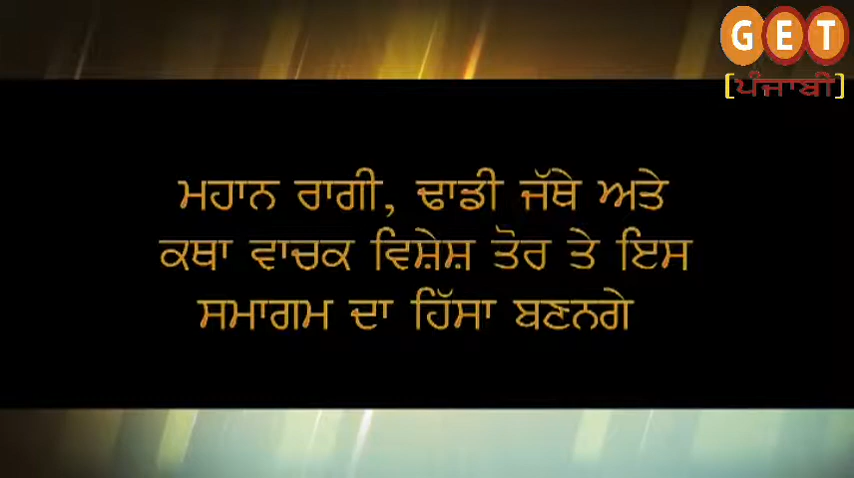 GET
[ਪੰਜਾਬੀ]
ਮਹਾਨ ਰਾਗੀ, ਢਾਡੀ ਜੱਥੇ ਅਤੇ
ਕਥਾ ਵਾਚਕ ਵਿਸ਼ੇਸ਼ ਤੋਰ ਤੇ ਇਸ
ਸਮਾਗਮ ਦਾ ਹਿੱਸਾ ਬਣਨਗੇ